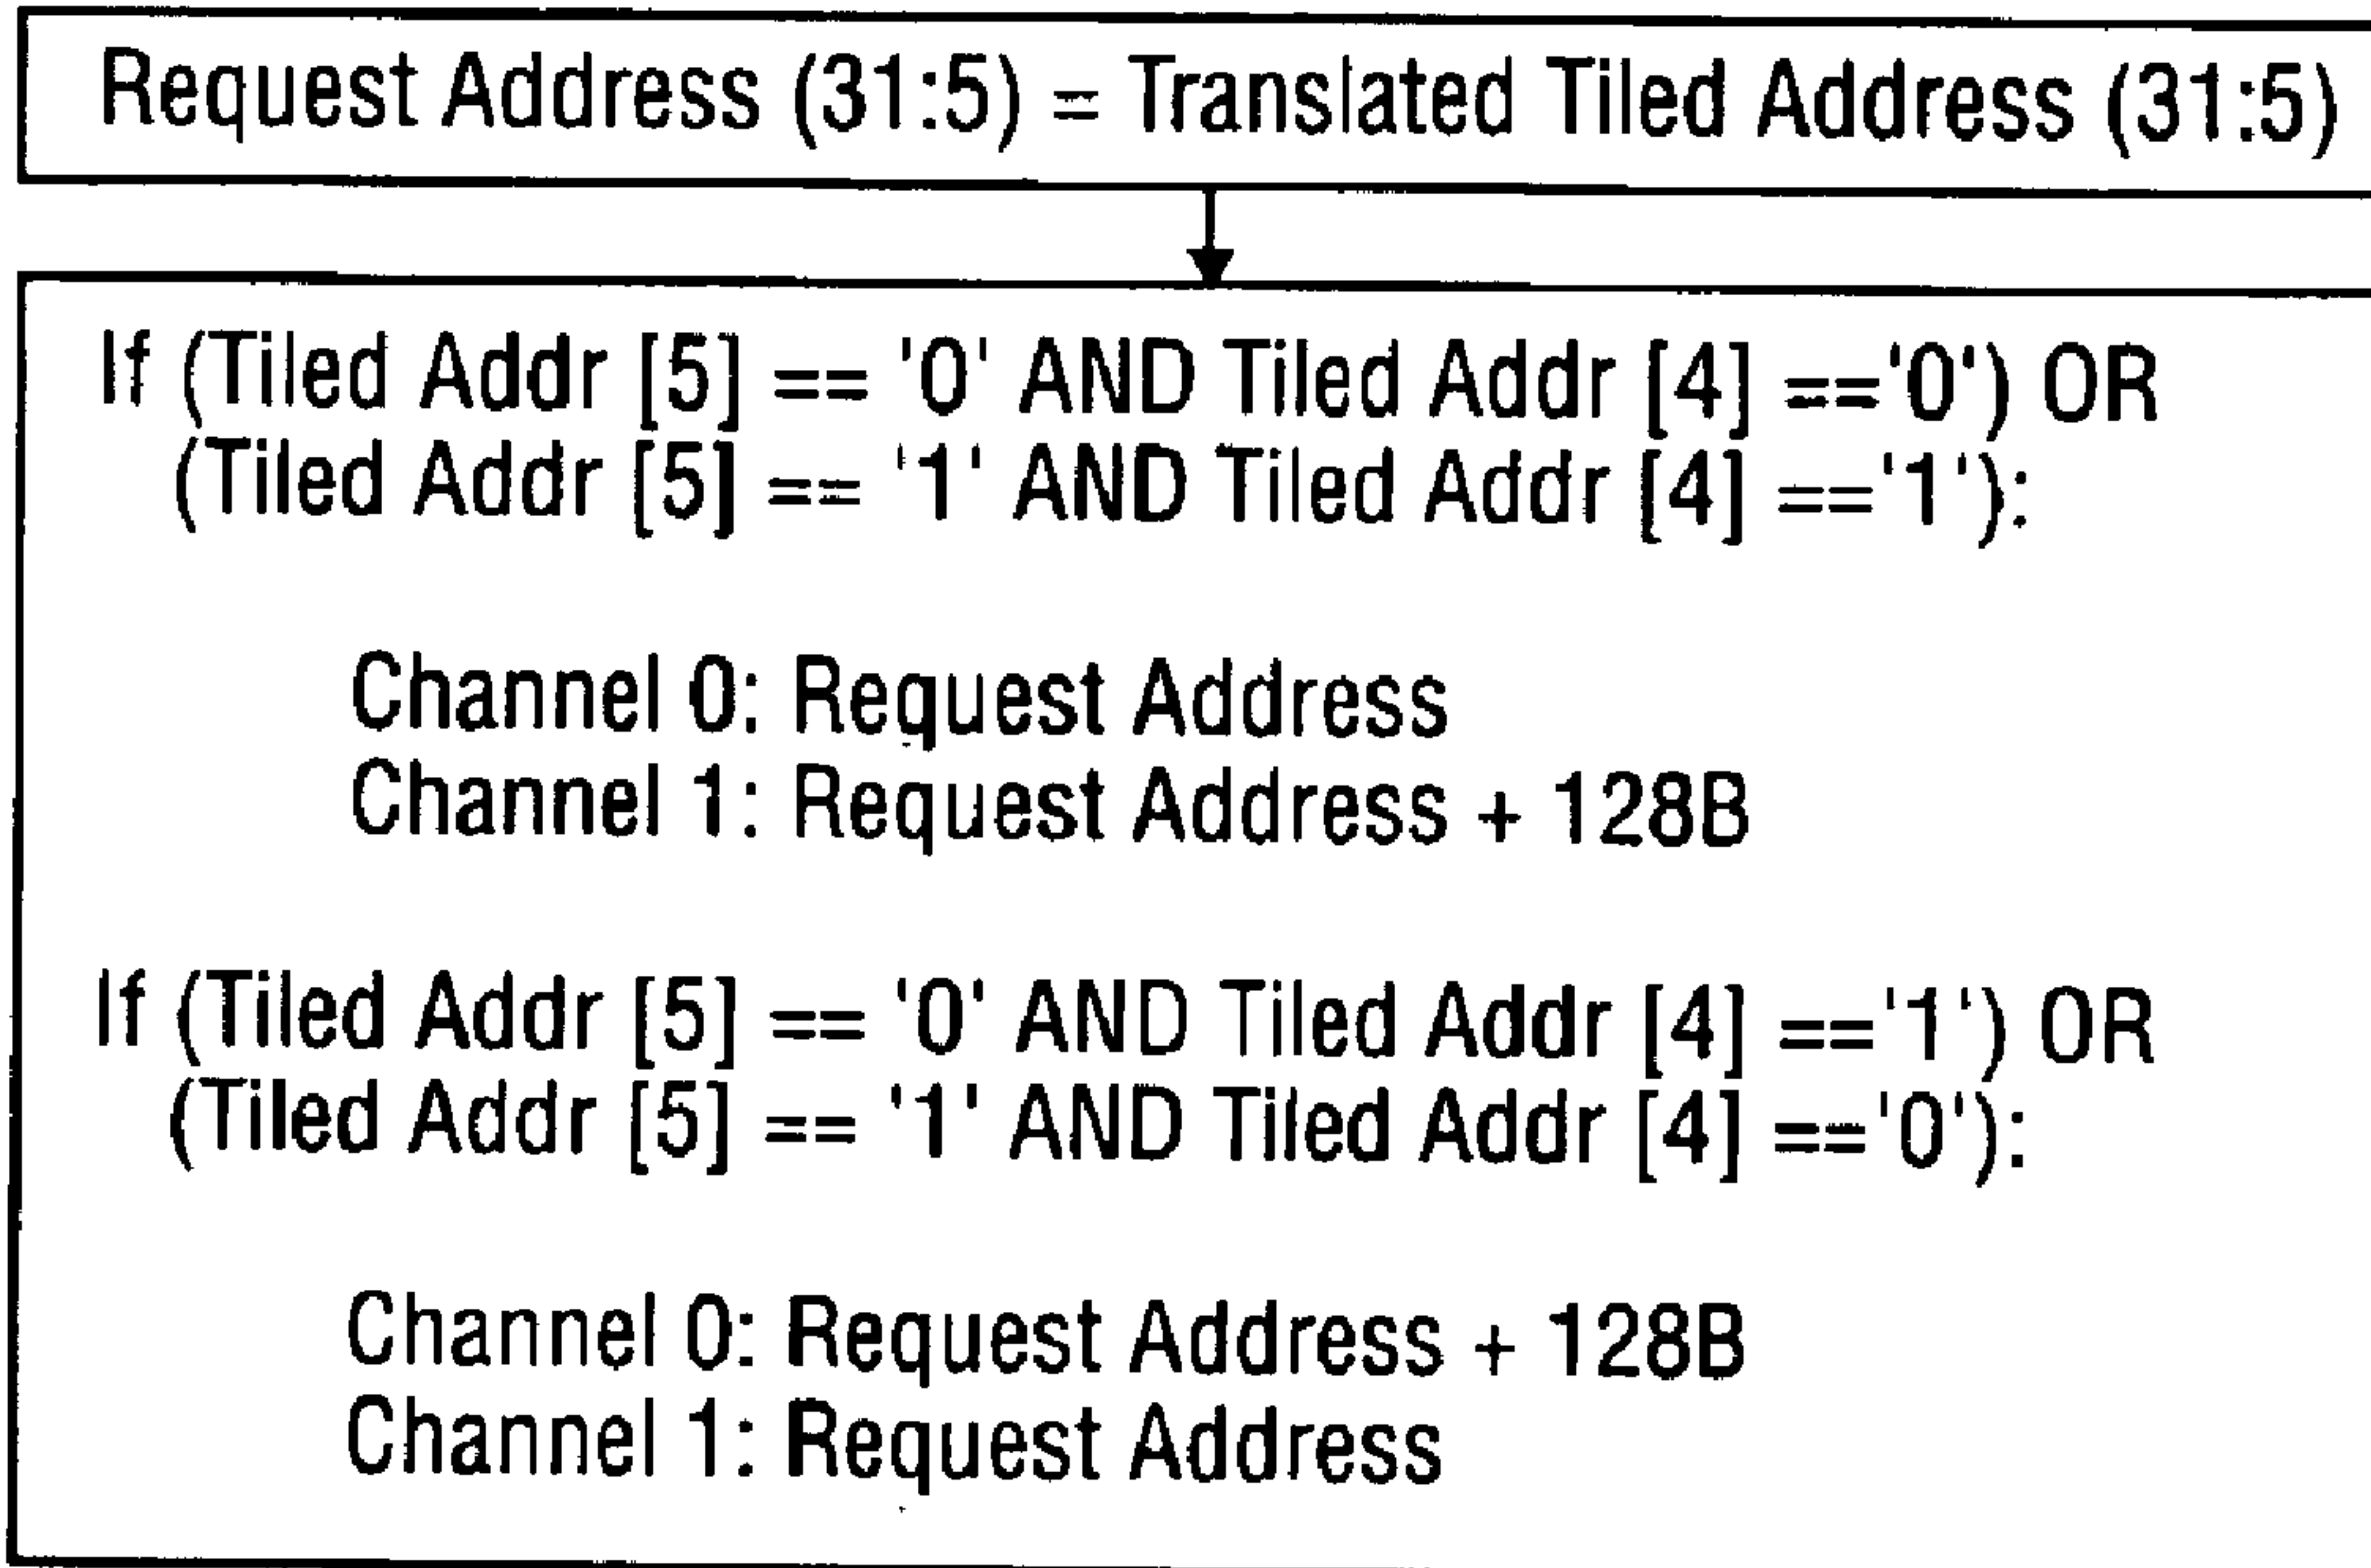 Request Address (31:5) = Translated Tiled Address (31:5)
If (Tiled Addr [5] == '0' AND Tiled Addr [4] =='0') OR
(Tiled Addr [5] == '1' AND Tiled Addr [4] =='1'):
Channel 0: Request Address
Channel 1: Request Address + 128B
If (Tiled Addr [5] == '0' AND Tiled Addr [4] =='1') OR
(Tiled Addr [5] == '1' AND Tiled Addr [4] =='0'):
Channel 0: Request Address + 128B
Channel 1: Request Address